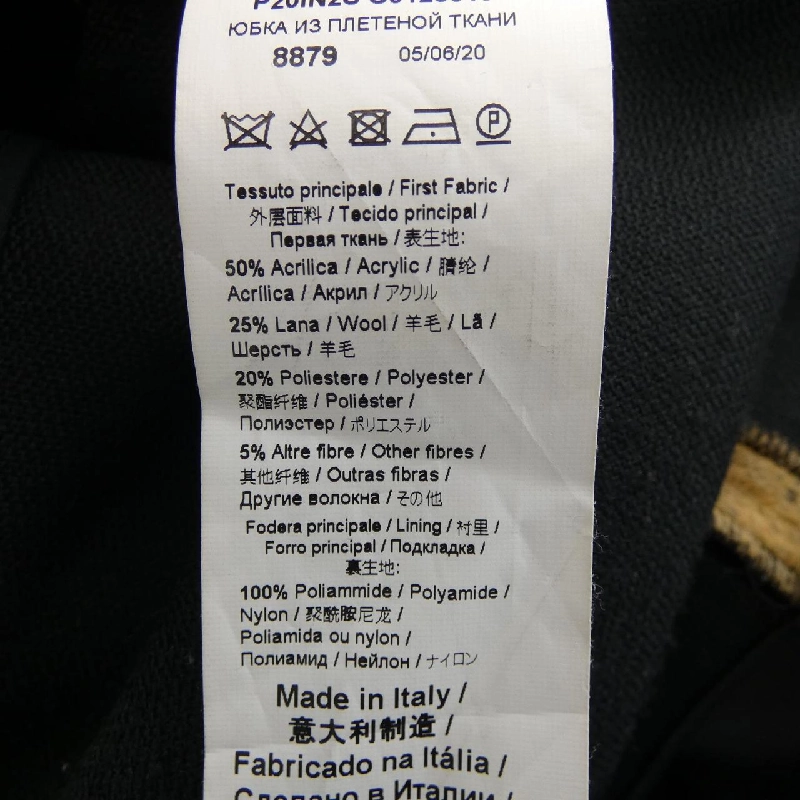 ЮБКА ИЗ ПЛЕТЕНОЙ ТКАНИ
8879 05/06/20
P
Tessuto principale / First Fabric /
外层面料 / Tecido principal /
Первая ткань / 表生地:
50% Acrilica / Acrylic / 腈纶 /
Acrílica / Акрил / アクリル
25% Lana / Wool / 羊毛 / Lã /
Шерсть / 羊毛
20% Poliestere / Polyester /
聚酯纤维 / Poliéster /
Полиэстер / ポリエステル
5% Altre fibre / Other fibres /
其他纤维 / Outras fibras /
Другие волокна / その他
Fodera principale / Lining / 衬里 /
Forro principal / Подкладка /
裏生地:
100% Poliammide / Polyamide /
Nylon / 聚酰胺尼龙 /
Poliamida ou nylon /
Полиамид / Нейлон / ナイロン
Made in Italy /
意大利制造 /
Fabricado na Itália /
Сделано в Италии /